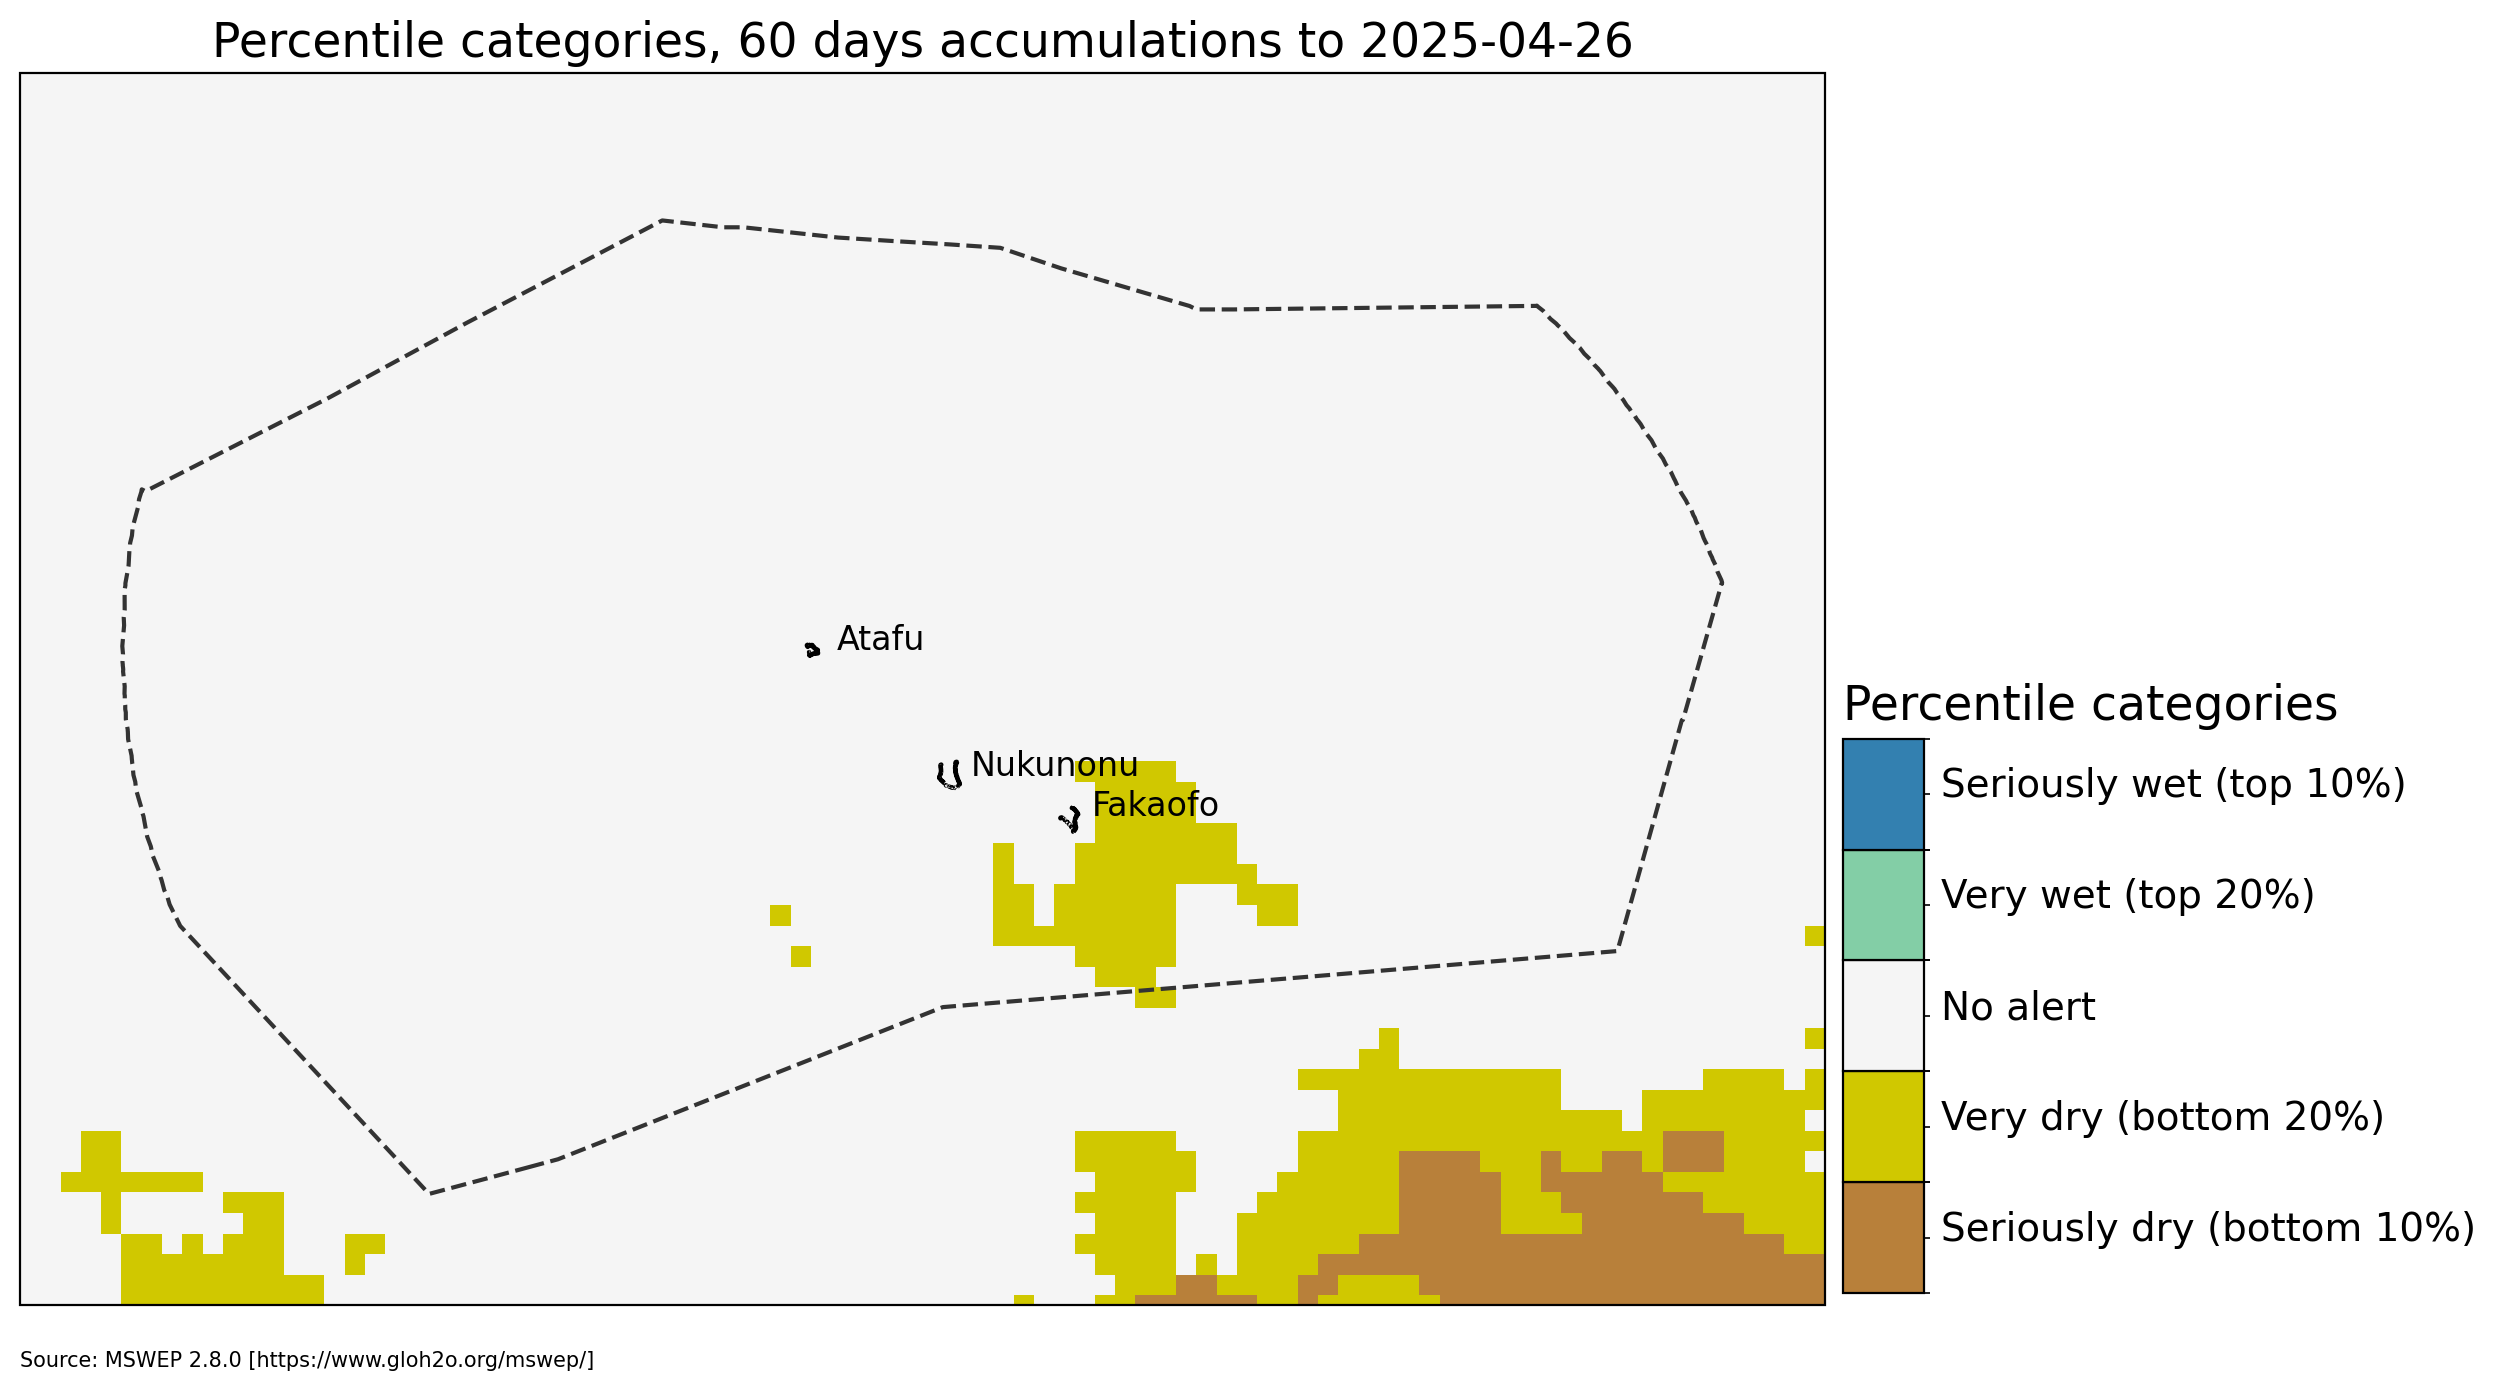 Percentile categories, 60 days accumulations to 2025-04-26
Atafu
Nukunonu
Fakaofo
Percentile categories
Seriously wet (top 10%)
Very wet (top 20%)
No alert
Very dry (bottom 20%)
Seriously dry (bottom 10%)
Source: MSWEP 2.8.0 [https://www.gloh2o.org/mswep/]